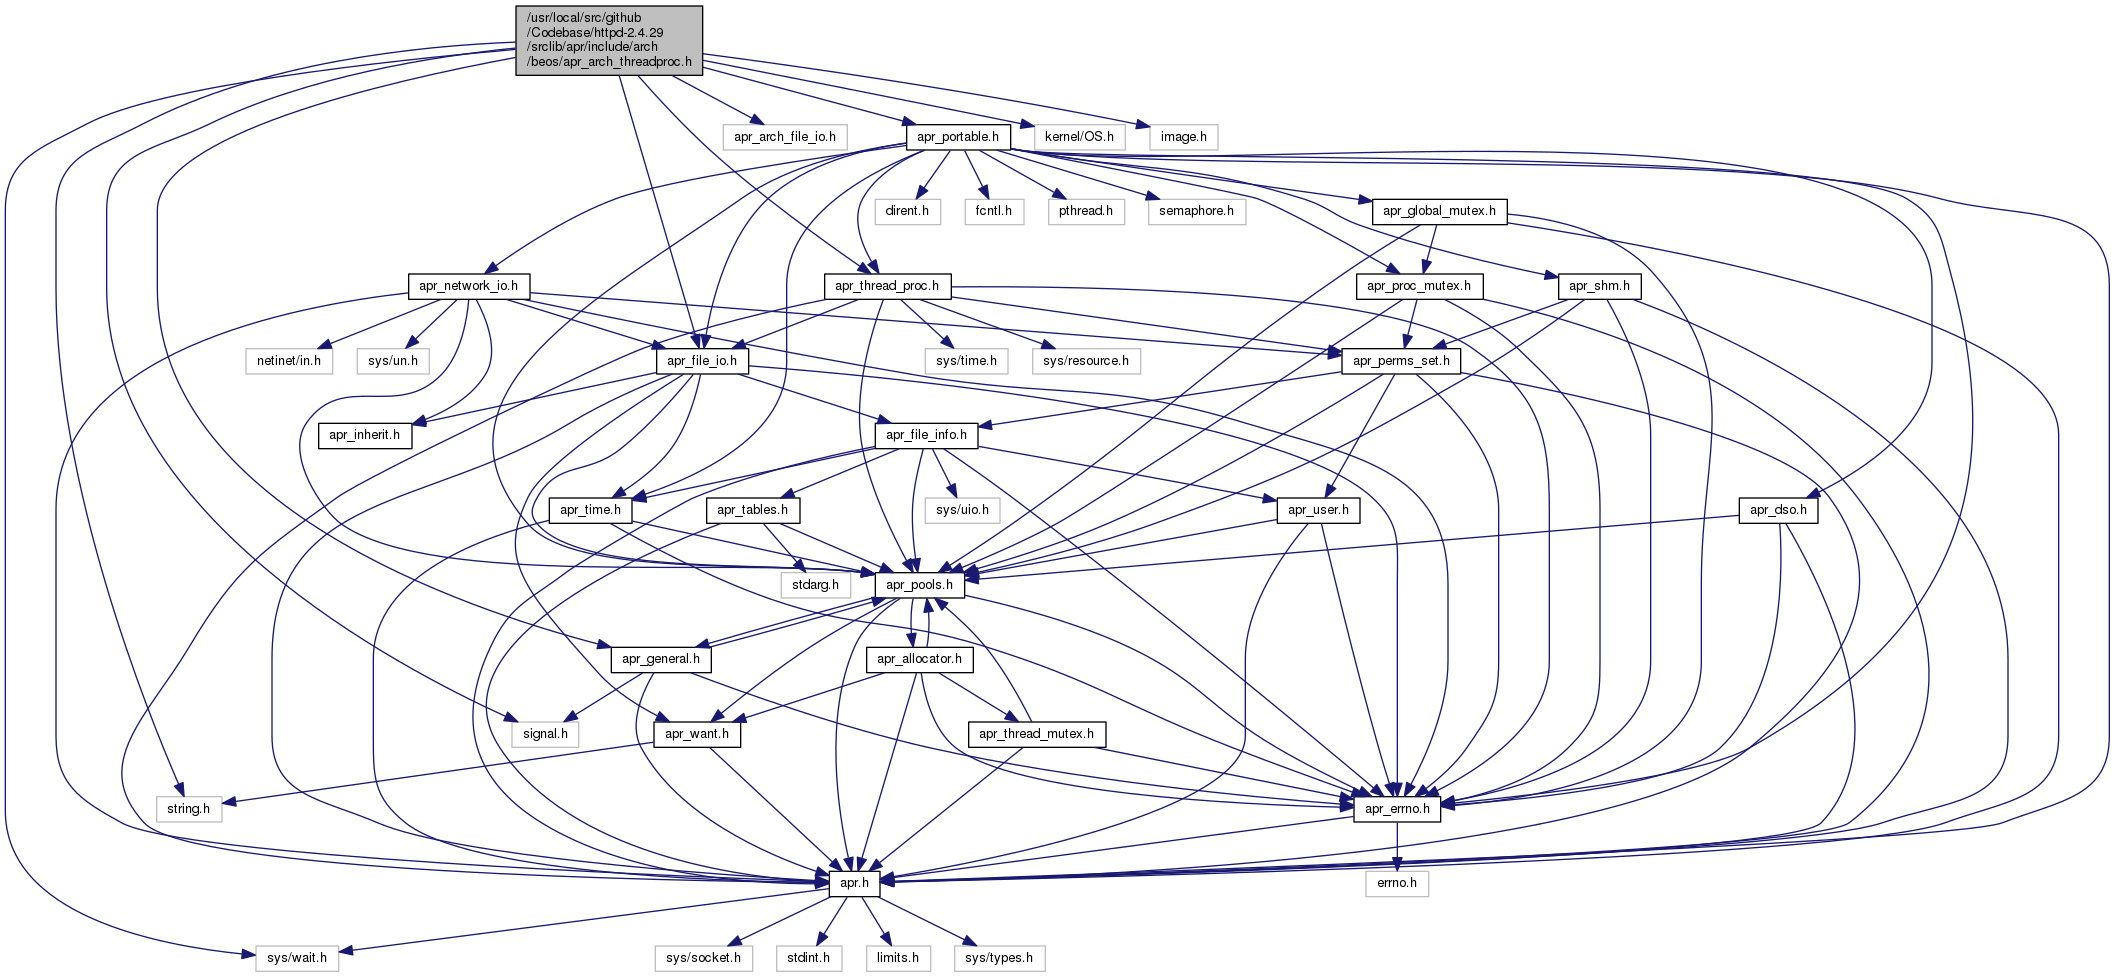 /usr/local/src/github
/Codebase/httpd-2.4.29
/srclib/apr/include/arch
/beos/apr_arch_threadproc.h
apr_arch_file_io.h
apr_portable.h
kernel/OS.h
image.h
dirent.h
fcntl.h
pthread.h
semaphore.h
apr_global_mutex.h
apr_network_io.h
apr_thread_proc.h
apr_proc_mutex.h
apr_shm.h
netinet/in.h
sys/un.h
apr_file_io.h
sys/time.h
sys/resource.h
apr_perms_set.h
apr_inherit.h
apr_file_info.h
apr_time.h
apr_tables.h
sys/uio.h
apr_user.h
apr_dso.h
stdarg.h
apr_pools.h
apr_general.h
apr_allocator.h
signal.h
apr_want.h
apr_thread_mutex.h
string.h
apr_errno.h
apr.h
errno.h
sys/wait.h
sys/socket.h
stdint.h
limits.h
sys/types.h